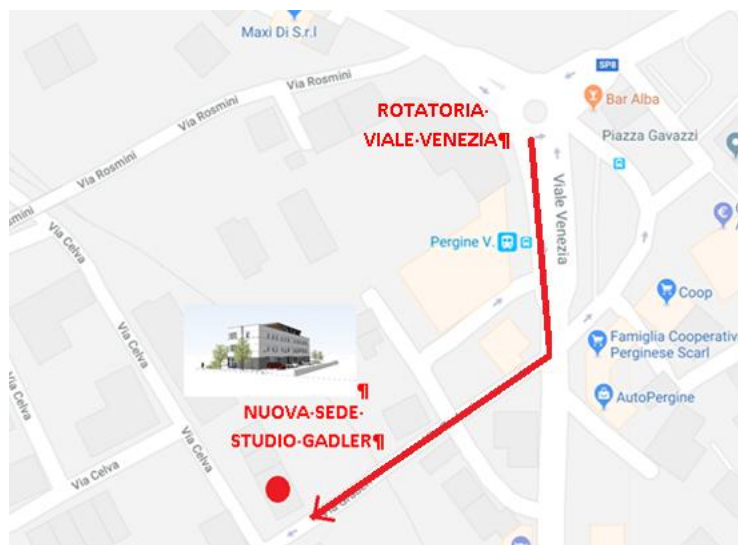 Maxi Di S.r.l
SP8
Via Rosmini
Bar Alba
ROTATORIA·
VIALE·VENEZIA¶
Via Rosmini
Piazza Gavazzi
Via Rosmini
Viale Venezia
Via Celva
Pergine V.
Coop
Via Celva
Famiglia Cooperativ
Perginese Scarl
¶
NUOVA·SEDE·
STUDIO·GADLER¶
AutoPergine
Via Celva
Via Celva
Via Celva